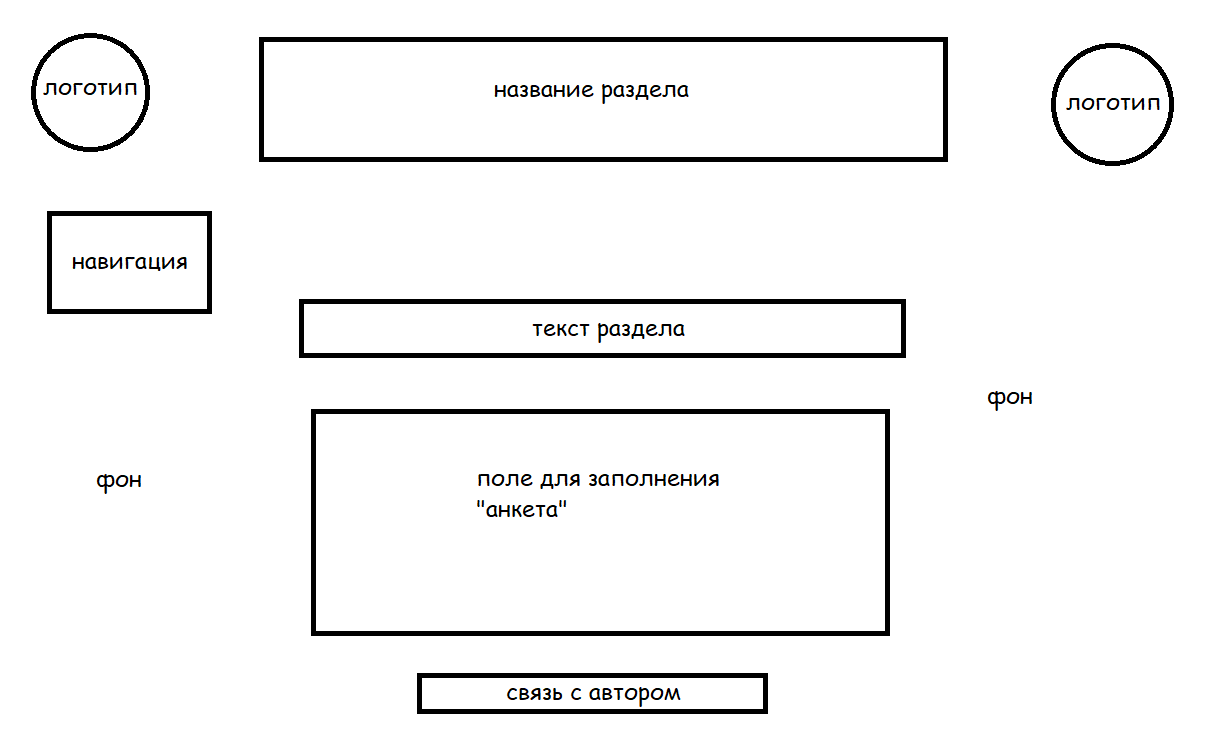 логотип
название раздела
логотип
навигация
текст раздела
фон
фон
поле для заполнения
"анкета"
связь с автором